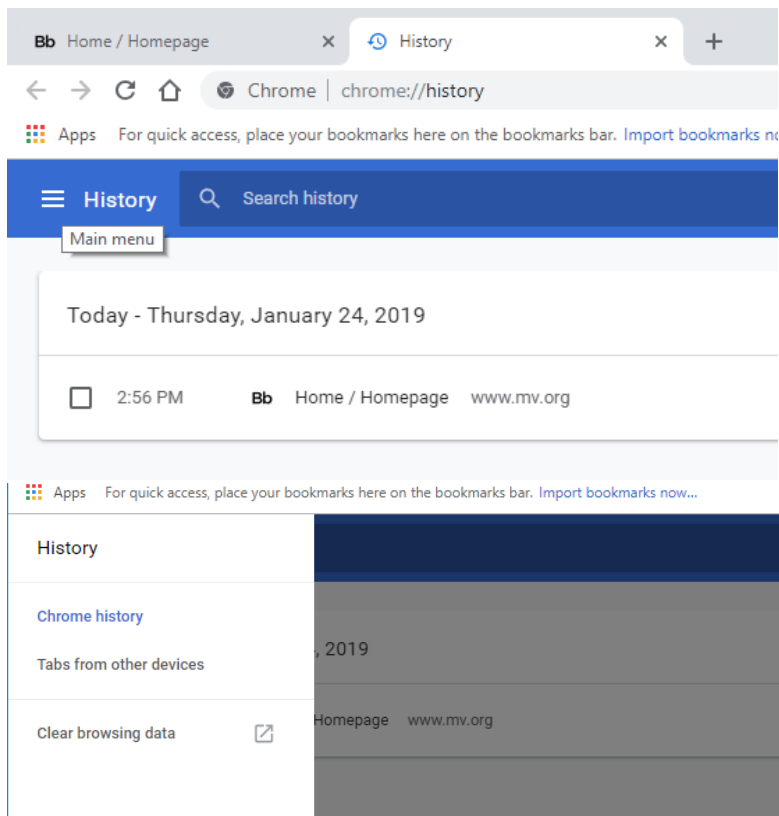 Bb Home / Homepage × History × +
Chrome | chrome://history
Apps For quick access, place your bookmarks here on the bookmarks bar. Import bookmarks
History Search history
Main menu
Today - Thursday, January 24, 2019
2:56 PM Bb Home / Homepage www.mv.org
Apps For quick access, place your bookmarks here on the bookmarks bar. Import bookmarks now...
History
Chrome history
, 2019
Tabs from other devices
Homepage www.mv.org
Clear browsing data